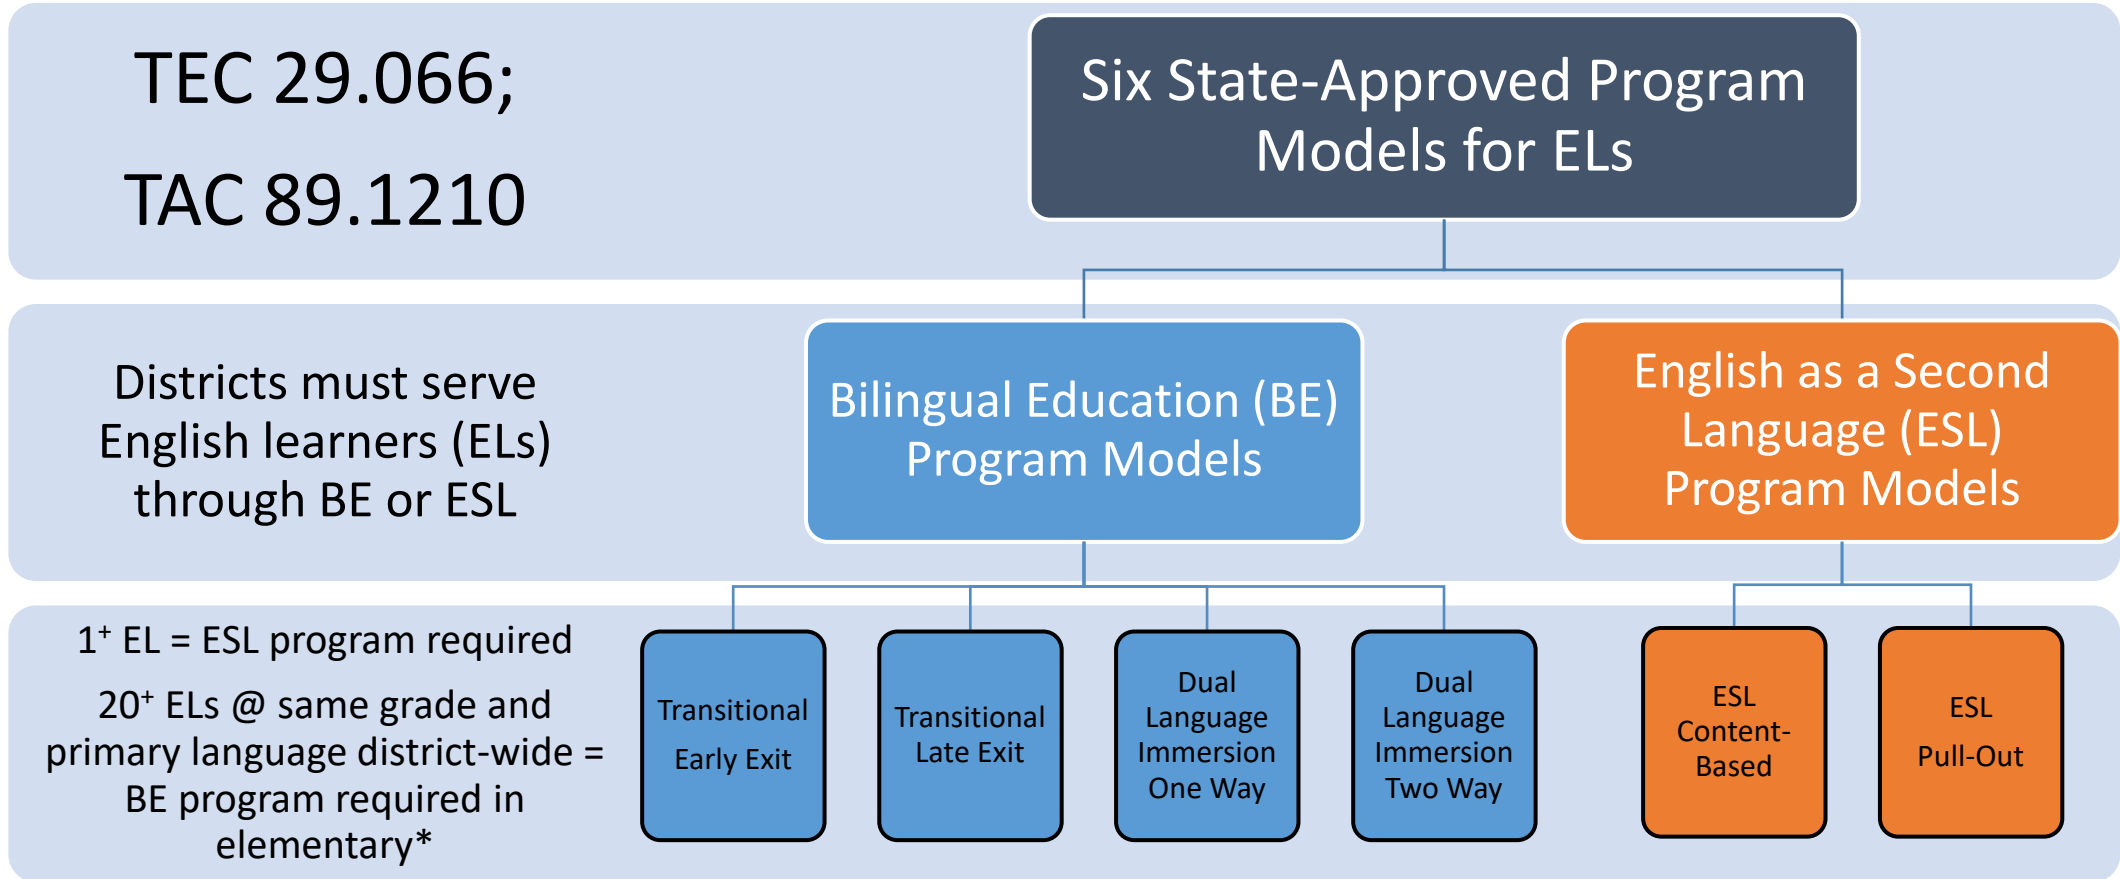 TEC 29.066;
TAC 89.1210
Six State-Approved Program
Models for ELs
Districts must serve
English learners (ELs)
through BE or ESL
Bilingual Education (BE)
Program Models
English as a Second
Language (ESL)
Program Models
1⁺ EL = ESL program required
20⁺ ELs @ same grade and
primary language district-wide =
BE program required in
elementary*
Transitional
Early Exit
Transitional
Late Exit
Dual
Language
Immersion
One Way
Dual
Language
Immersion
Two Way
ESL
Content-
Based
ESL
Pull-Out